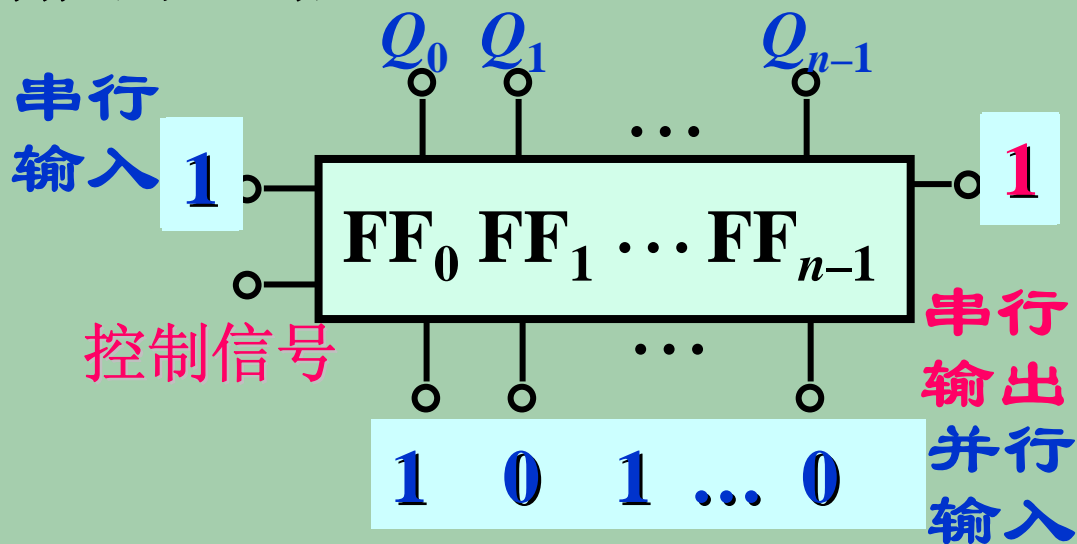 Q₀ Q₁ Qₙ₋₁
串行
输入
1
…
1
FF₀ FF₁ … FFₙ₋₁
控制信号
…
串行
输出
1 0 1 … 0
并行
输入